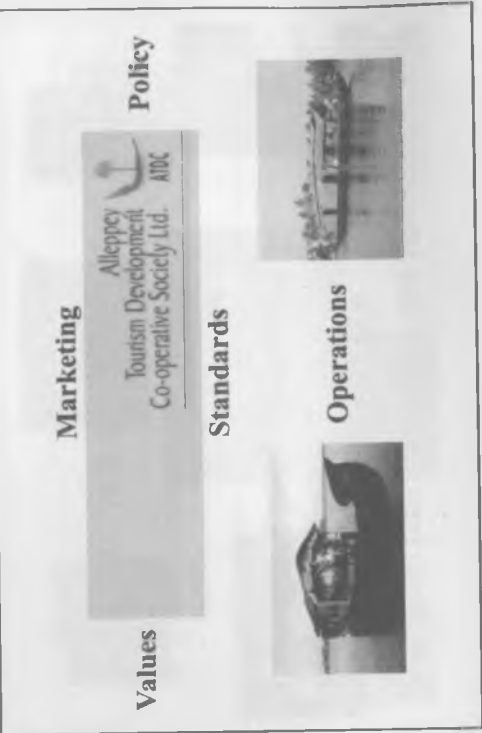 Marketing
Values
Policy
Alleppey
Tourism Development
Co-operative Society Ltd.
ATDC
Standards
Operations